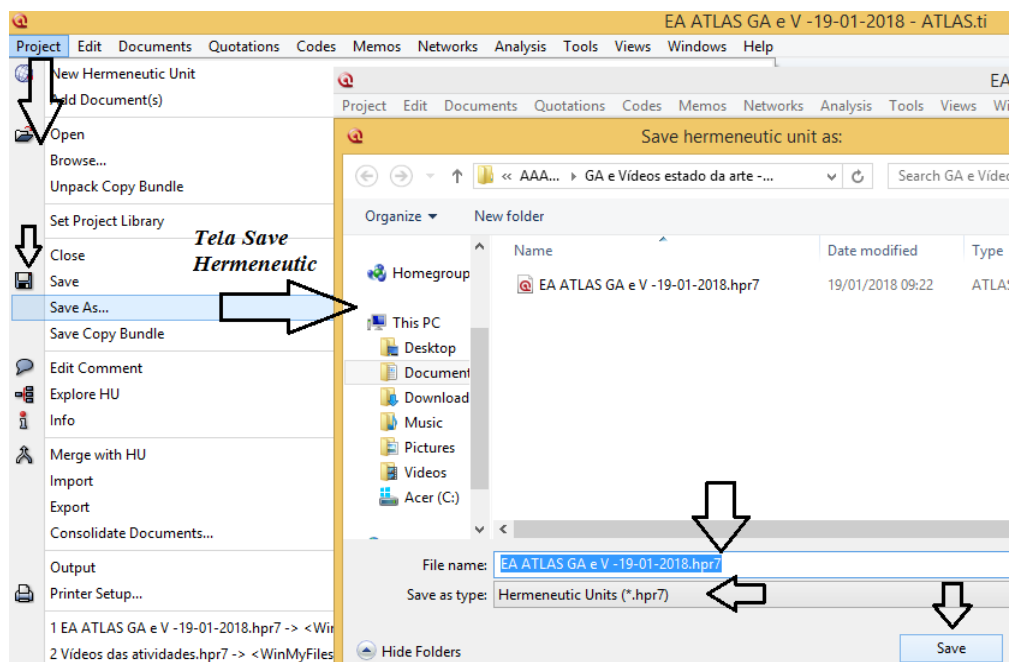 EA ATLAS GA e V -19-01-2018 - ATLAS.ti
Project Edit Documents Quotations Codes Memos Networks Analysis Tools Views Windows Help
New Hermeneutic Unit
Add Document(s)
Open
Browse...
Unpack Copy Bundle
Set Project Library
Close
Save
Save As...
Save Copy Bundle
Edit Comment
Explore HU
Info
Merge with HU
Import
Export
Consolidate Documents...
Output
Printer Setup...
1 EA ATLAS GA e V -19-01-2018.hpr7 -> <Wir
2 Vídeos das atividades.hpr7 -> <WinMyFiles
Tela Save
Hermeneutic
EA
Project Edit Documents Quotations Codes Memos Networks Analysis Tools Views Wi
Save hermeneutic unit as:
« AAA... GA e Vídeos estado da arte -... Search GA e Víde
Organize New folder
Name Date modified Type
EA ATLAS GA e V -19-01-2018.hpr7 19/01/2018 09:22 ATLAS
Homegroup
This PC
Desktop
Document
Download
Music
Pictures
Videos
Acer (C:)
File name: EA ATLAS GA e V -19-01-2018.hpr7
Save as type: Hermeneutic Units (*.hpr7)
Hide Folders Save